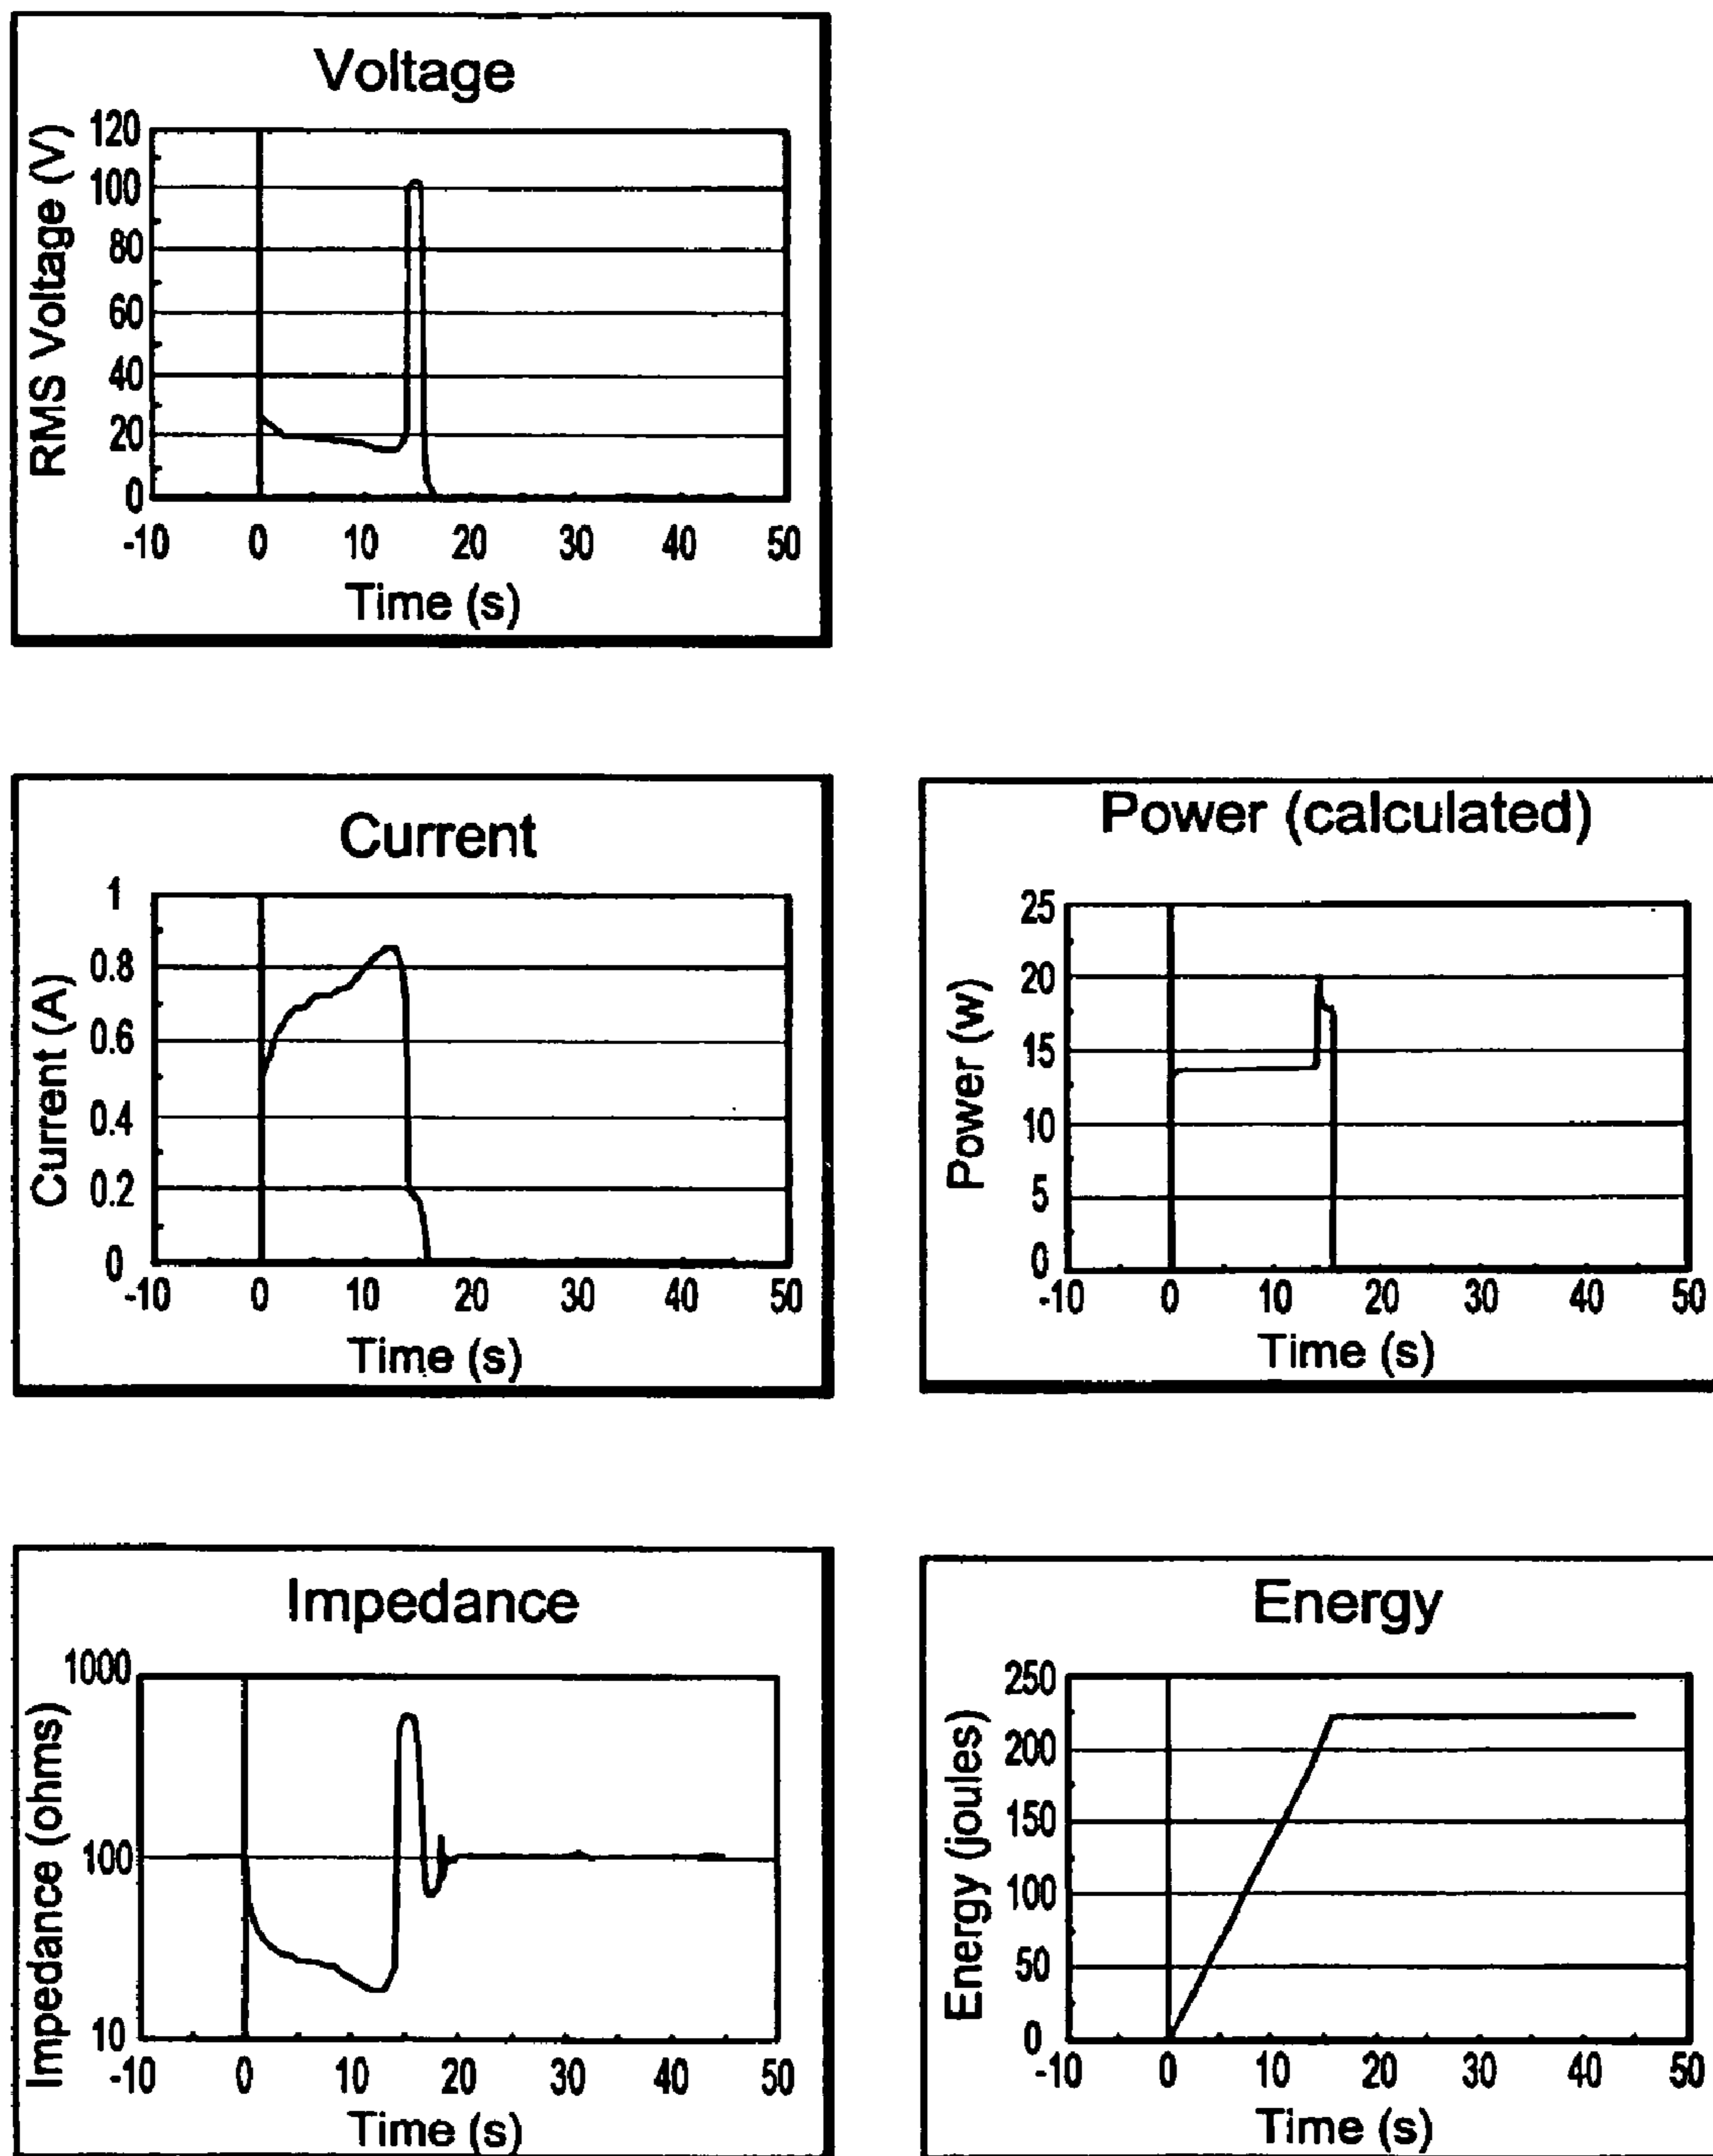 Voltage
RMS Voltage (V)
120
100
80
60
40
20
0
-10 0 10 20 30 40 50
Time (s)
Current
Current (A)
1
0.8
0.6
0.4
0.2
0
-10 0 10 20 30 40 50
Time (s)
Power (calculated)
Power (w)
25
20
15
10
5
0
-10 0 10 20 30 40 50
Time (s)
Impedance
Impedance (ohms)
1000
100
10
-10 0 10 20 30 40 50
Time (s)
Energy
Energy (joules)
250
200
150
100
50
0
-10 0 10 20 30 40 50
Time (s)